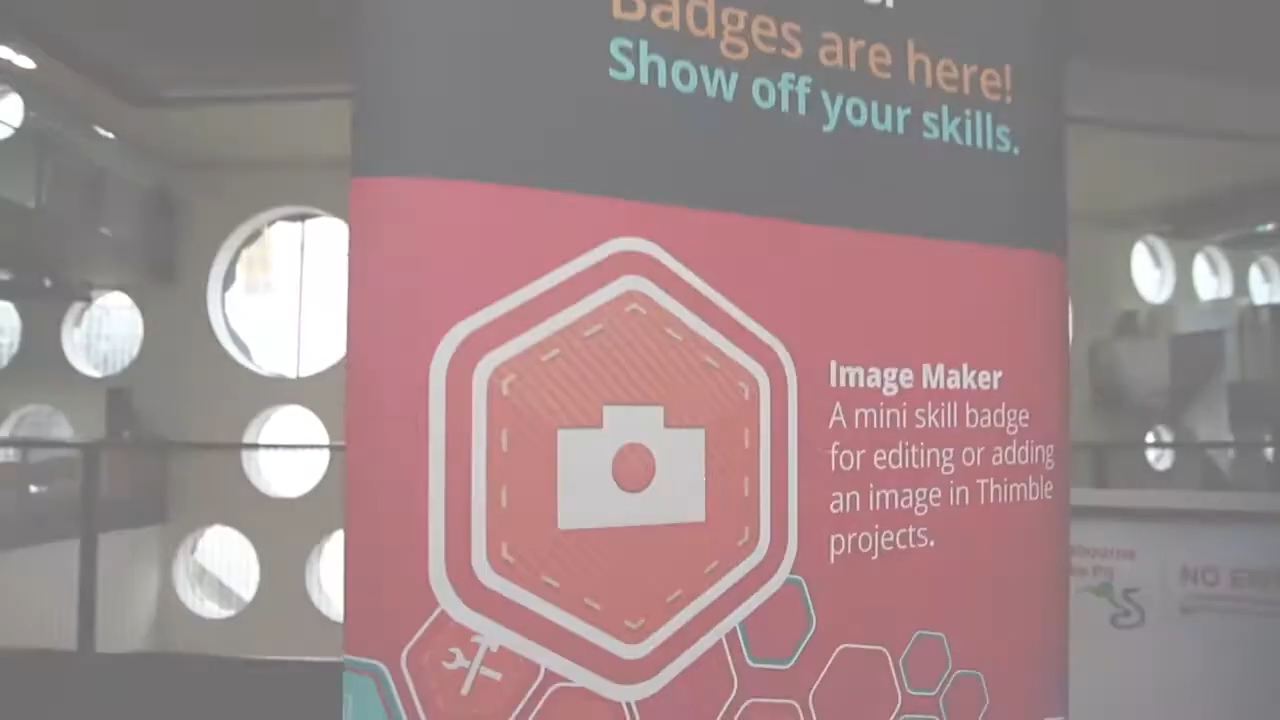 Badges are here!
Show off your skills.
Image Maker
A mini skill badge
for editing or adding
an image in Thimble
projects.
NO